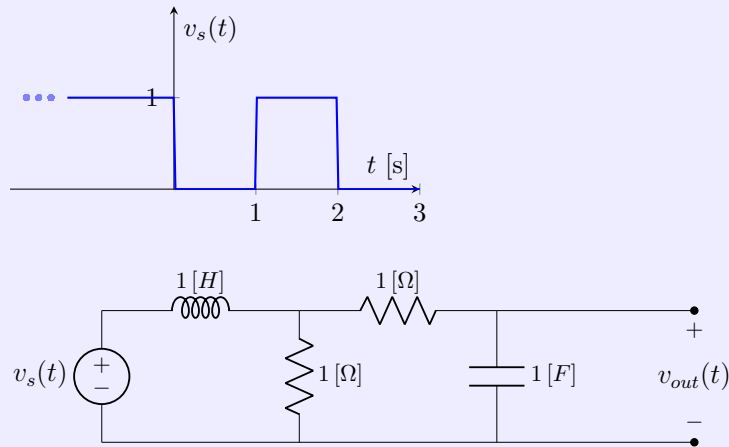 v_s(t)
1
t [s]
1 2 3
1 [H] 1 [Ω]
+
v_s(t) + − 1 [Ω] 1 [F] v_out(t)
−